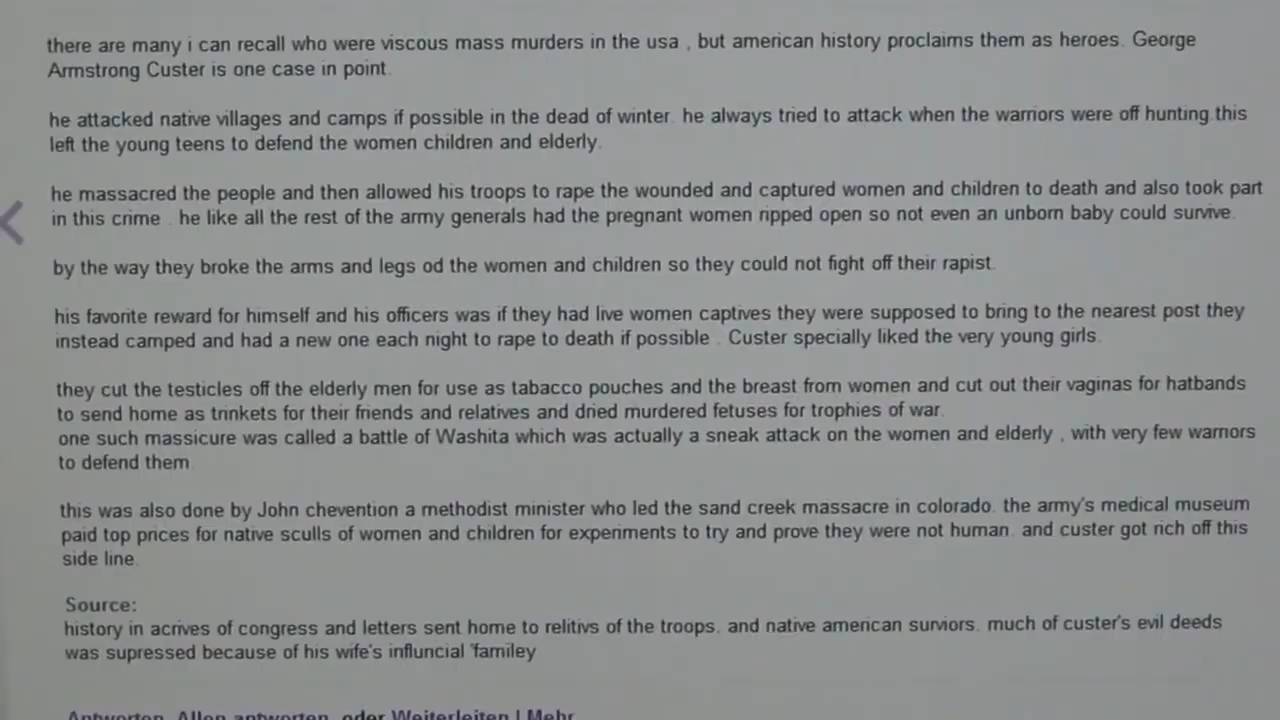 there are many i can recall who were viscous mass murders in the usa , but american history proclaims them as heroes. George
Armstrong Custer is one case in point.
he attacked native villages and camps if possible in the dead of winter. he always tried to attack when the warriors were off hunting.this
left the young teens to defend the women children and elderly.
he massacred the people and then allowed his troops to rape the wounded and captured women and children to death and also took part
in this crime . he like all the rest of the army generals had the pregnant women ripped open so not even an unborn baby could survive.
by the way they broke the arms and legs od the women and children so they could not fight off their rapist.
his favorite reward for himself and his officers was if they had live women captives they were supposed to bring to the nearest post they
instead camped and had a new one each night to rape to death if possible . Custer specially liked the very young girls.
they cut the testicles off the elderly men for use as tabacco pouches and the breast from women and cut out their vaginas for hatbands
to send home as trinkets for their friends and relatives and dried murdered fetuses for trophies of war.
one such massicure was called a battle of Washita which was actually a sneak attack on the women and elderly , with very few warriors
to defend them.
this was also done by John chevention a methodist minister who led the sand creek massacre in colorado. the army's medical museum
paid top prices for native sculls of women and children for experiments to try and prove they were not human. and custer got rich off this
side line.
Source:
history in acrives of congress and letters sent home to relitivs of the troops. and native american surviors. much of custer's evil deeds
was supressed because of his wife's influncial 'familey
Antworten, Allen antworten, oder Weiterleiten | Mehr